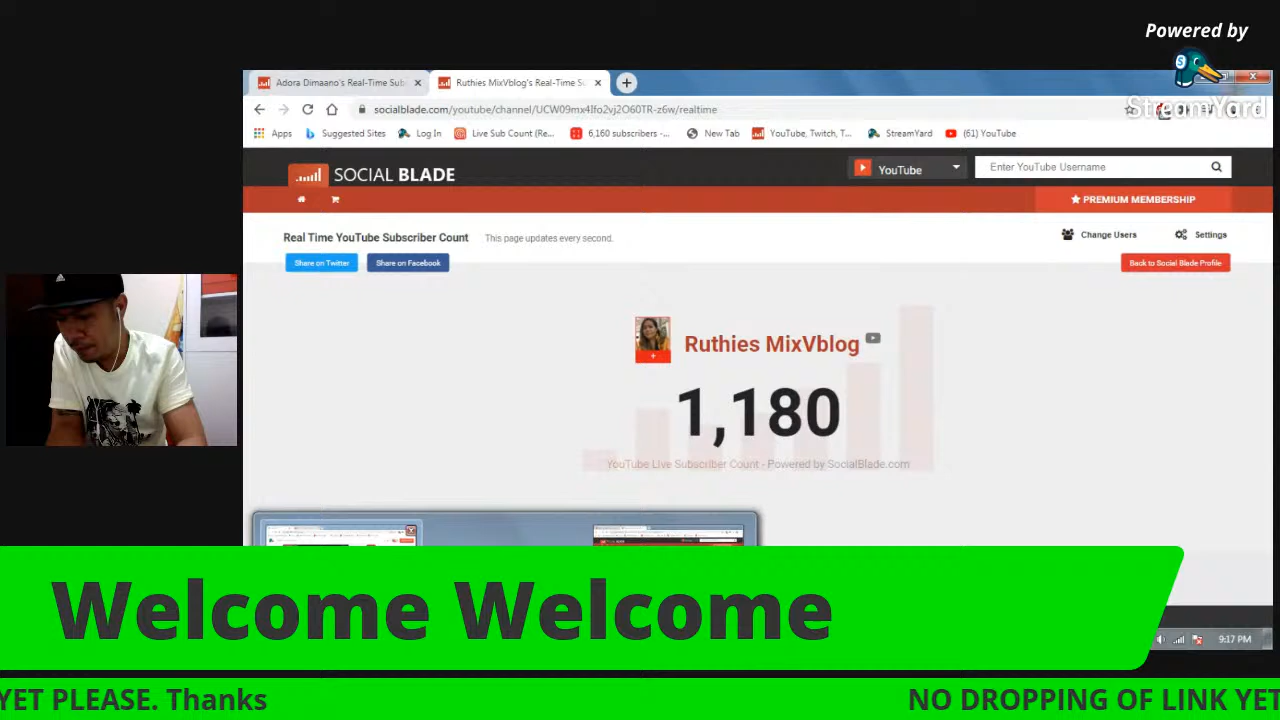 Powered by
StreamYard
Adora Dimaano's Real-Time Sub
Ruthies MixVblog's Real-Time S
socialblade.com/youtube/channel/UCW09mx4Ifo2vj2O60TR-z6w/realtime
Apps
Suggested Sites
Log In
Live Sub Count (Re...
6,160 subscribers -...
New Tab
YouTube, Twitch, T...
StreamYard
(61) YouTube
SOCIAL BLADE
YouTube
Enter YouTube Username
PREMIUM MEMBERSHIP
Real Time YouTube Subscriber Count
This page updates every second.
Change Users
Settings
Share on Twitter
Share on Facebook
Back to Social Blade Profile
Ruthies MixVblog
1,180
YouTube Live Subscriber Count - Powered by SocialBlade.com
Welcome Welcome
9:17 PM
YET PLEASE. Thanks
NO DROPPING OF LINK YET